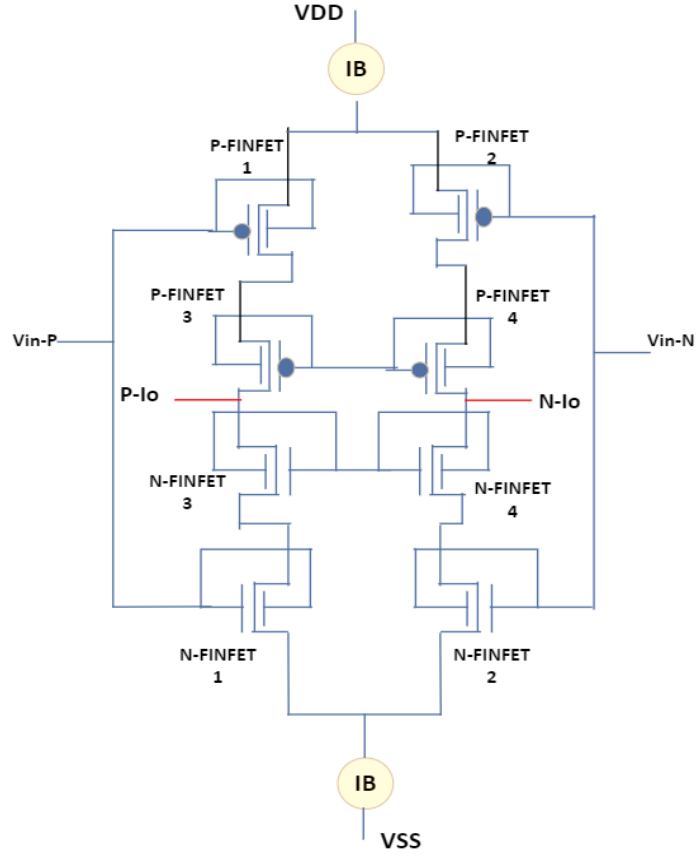 VDD
IB
P-FINFET
1
P-FINFET
2
P-FINFET
3
P-FINFET
4
Vin-P
Vin-N
P-Io
N-Io
N-FINFET
3
N-FINFET
4
N-FINFET
1
N-FINFET
2
IB
VSS